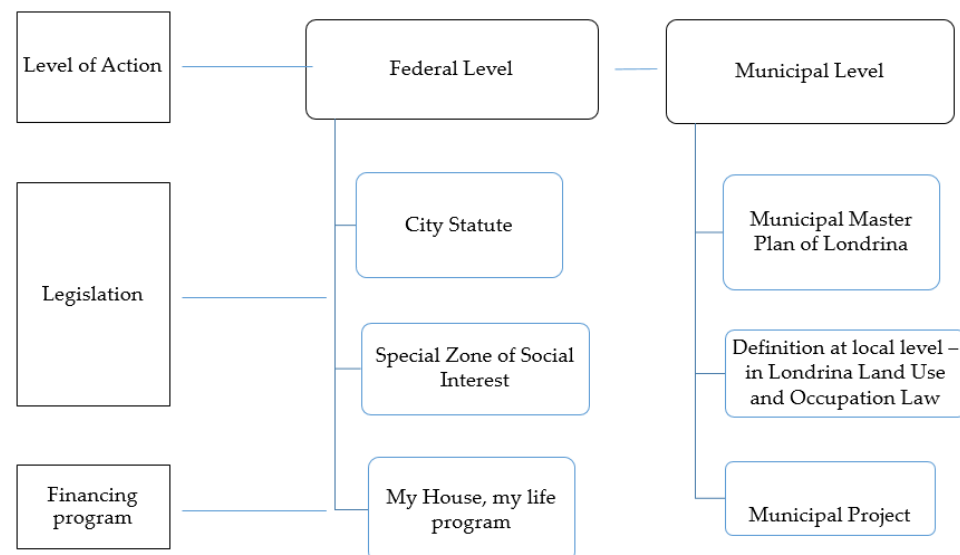 Level of Action
Federal Level
Municipal Level
Legislation
City Statute
Municipal Master
Plan of Londrina
Special Zone of Social
Interest
Definition at local level –
in Londrina Land Use
and Occupation Law
Financing
program
My House, my life
program
Municipal Project